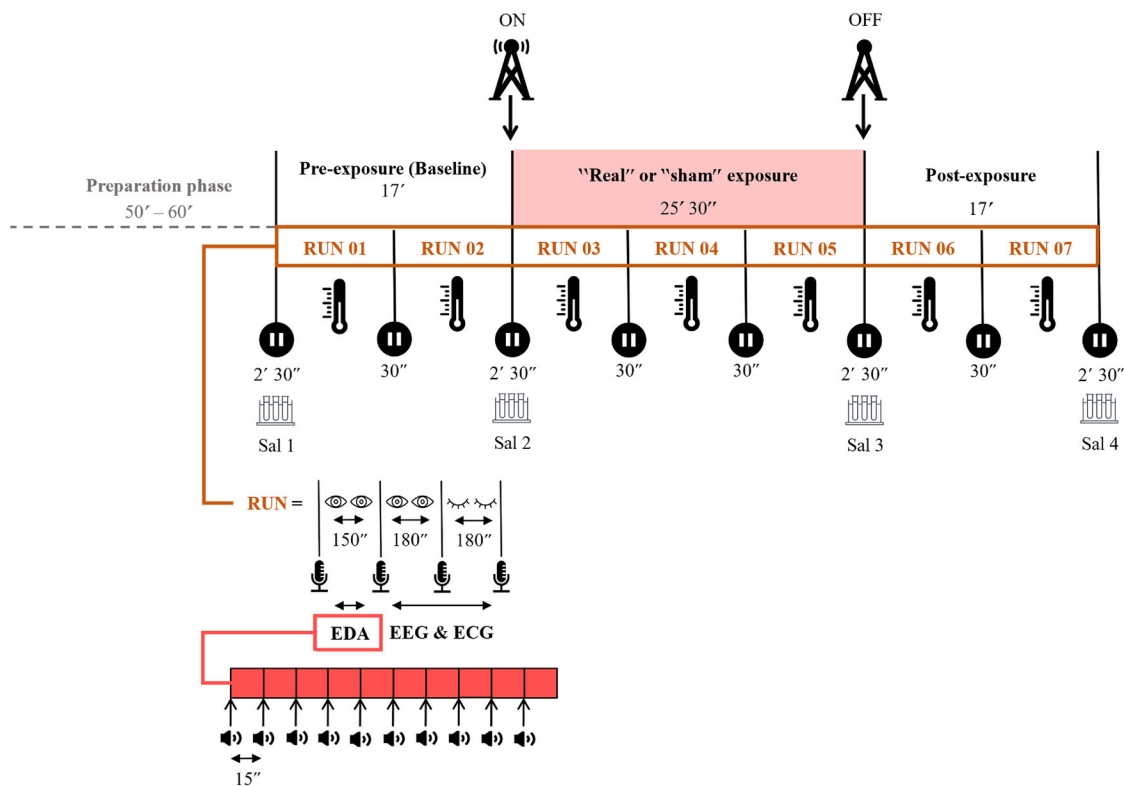 ON
OFF
Preparation phase
50′ – 60′
Pre-exposure (Baseline)
17′
‶Real″ or ‶sham″ exposure
25′ 30″
Post-exposure
17′
RUN 01
RUN 02
RUN 03
RUN 04
RUN 05
RUN 06
RUN 07
2′ 30″
30″
2′ 30″
30″
30″
2′ 30″
30″
2′ 30″
Sal 1
Sal 2
Sal 3
Sal 4
RUN =
150″
180″
180″
EDA
EEG & ECG
15″